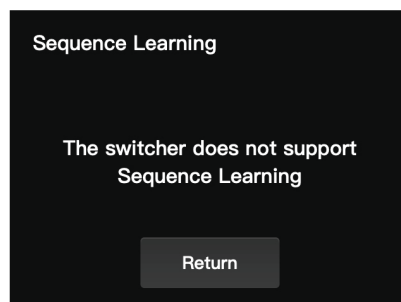 Sequence Learning
The switcher does not support
Sequence Learning
Return